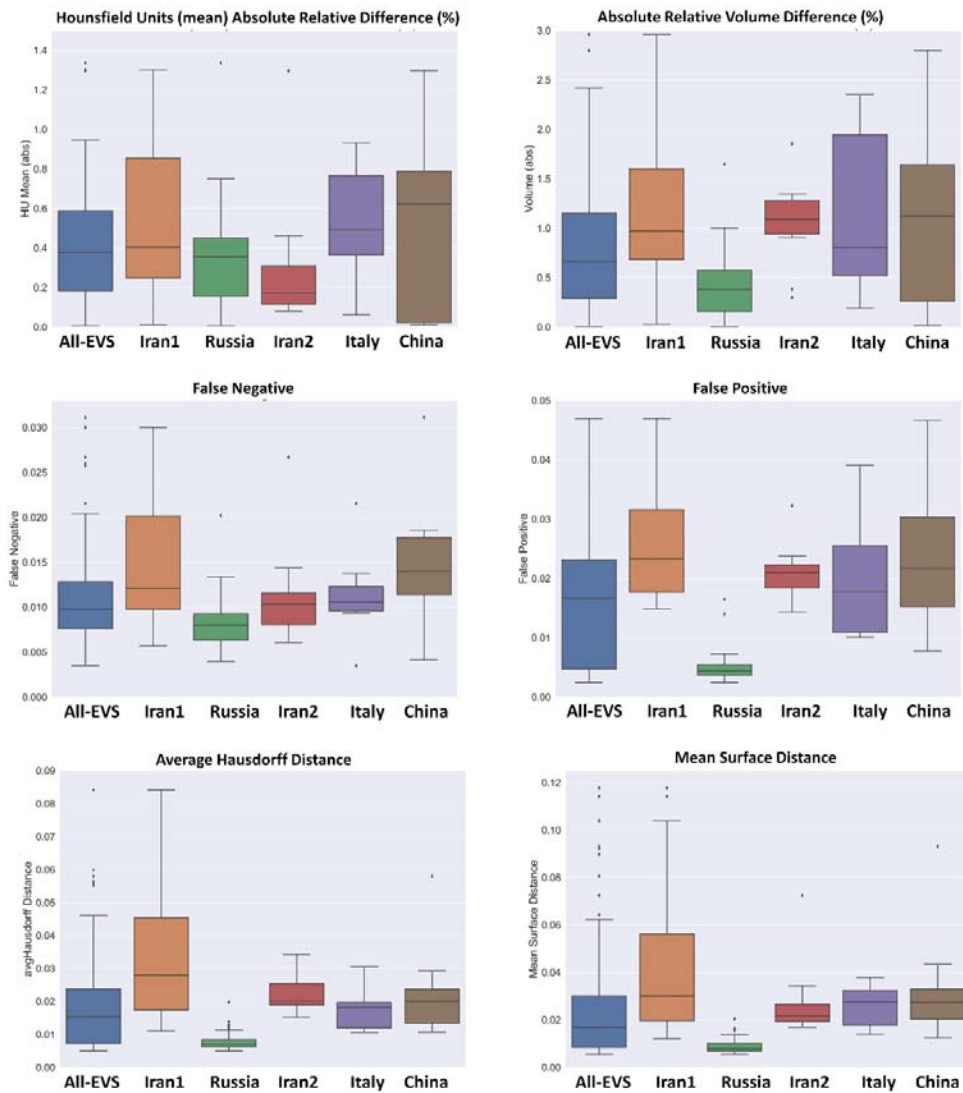 Hounsfield Units (mean) Absolute Relative Difference (%)
HU Mean (abs)
1.4
1.2
1.0
0.8
0.6
0.4
0.2
0.0
All-EVS Iran1 Russia Iran2 Italy China
Absolute Relative Volume Difference (%)
Volume (abs)
3.0
2.5
2.0
1.5
1.0
0.5
0.0
All-EVS Iran1 Russia Iran2 Italy China
False Negative
False Negative
0.030
0.025
0.020
0.015
0.010
0.005
0.000
All-EVS Iran1 Russia Iran2 Italy China
False Positive
False Positive
0.05
0.04
0.03
0.02
0.01
0.00
All-EVS Iran1 Russia Iran2 Italy China
Average Hausdorff Distance
avgHausdorff Distance
0.09
0.08
0.07
0.06
0.05
0.04
0.03
0.02
0.01
0.00
All-EVS Iran1 Russia Iran2 Italy China
Mean Surface Distance
Mean Surface Distance
0.12
0.10
0.08
0.06
0.04
0.02
0.00
All-EVS Iran1 Russia Iran2 Italy China